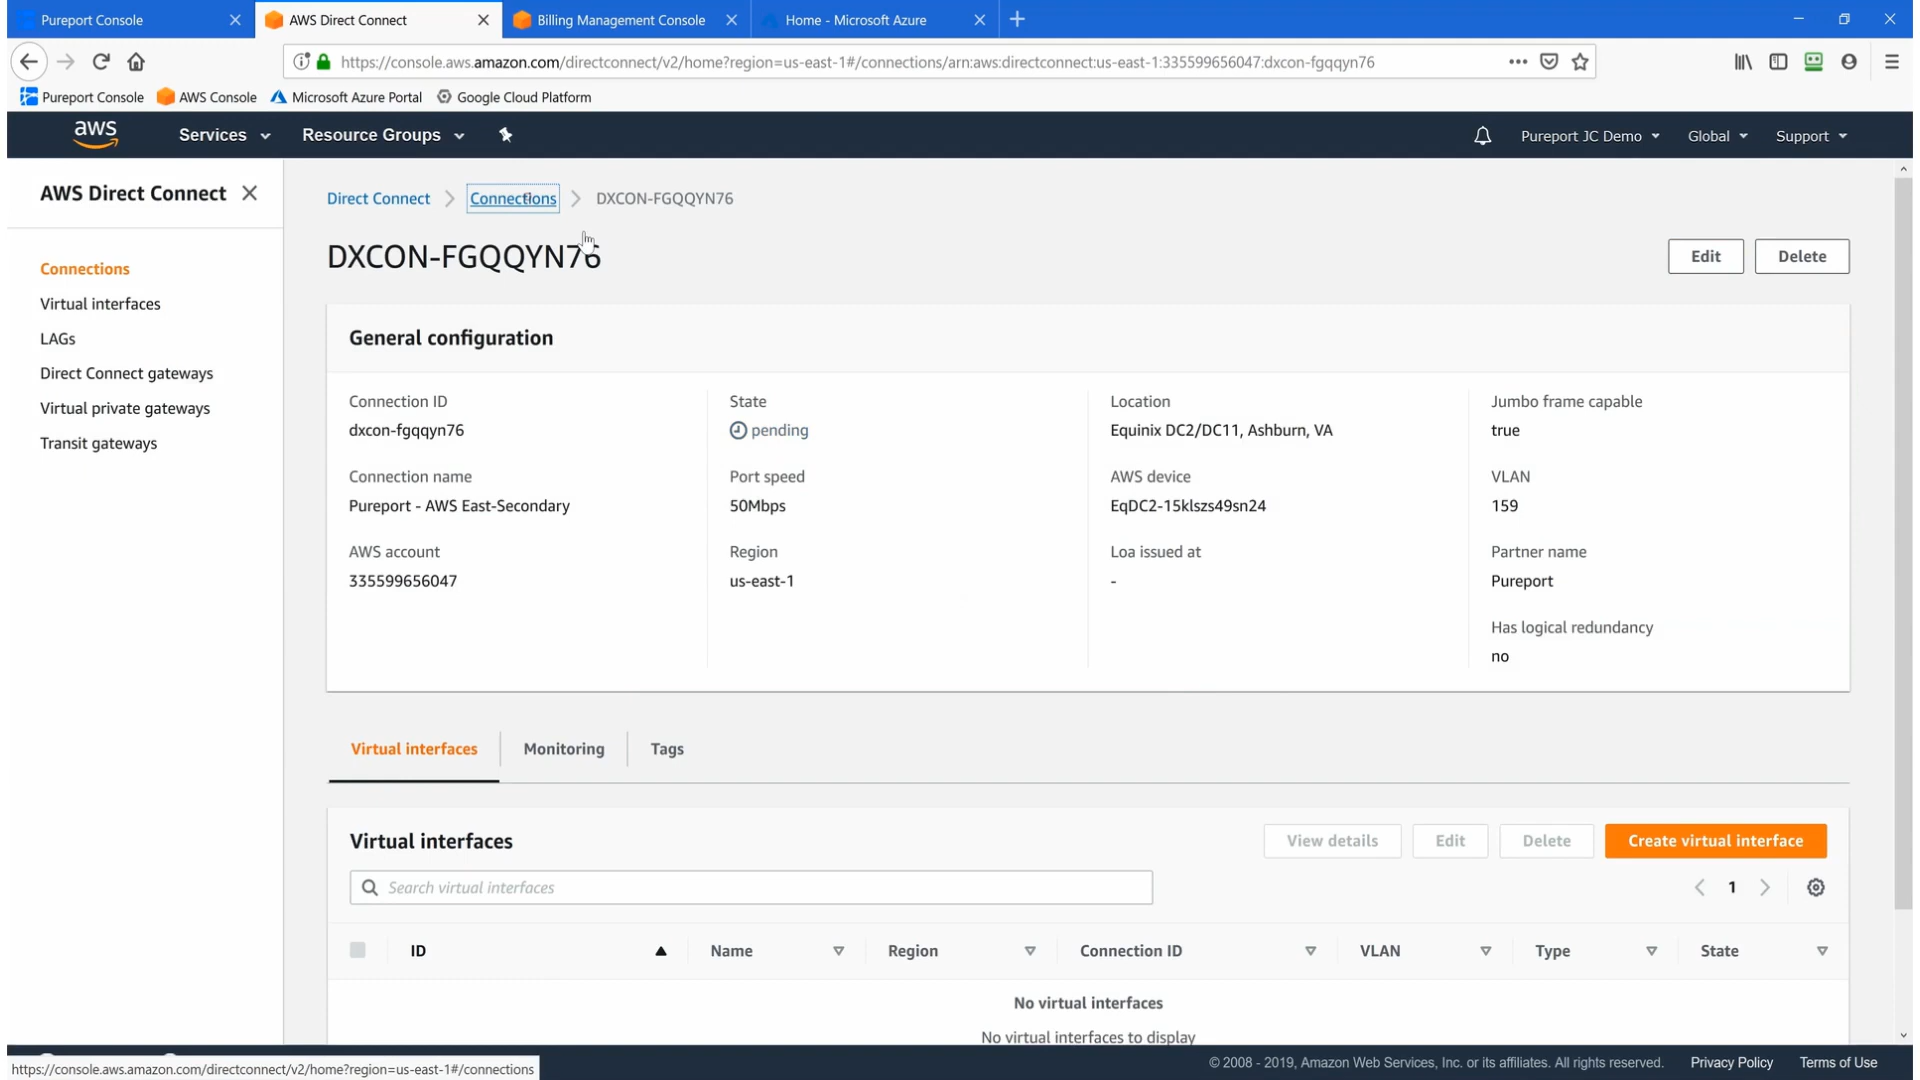 Pureport Console
AWS Direct Connect
Billing Management Console
Home - Microsoft Azure
https://console.aws.amazon.com/directconnect/v2/home?region=us-east-1#/connections/arn:aws:directconnect:us-east-1:335599656047:dxcon-fgqqyn76
Pureport Console AWS Console Microsoft Azure Portal Google Cloud Platform
aws Services Resource Groups Pureport JC Demo Global Support
AWS Direct Connect
Connections
Virtual interfaces
LAGs
Direct Connect gateways
Virtual private gateways
Transit gateways
Direct Connect > Connections > DXCON-FGQQYN76
DXCON-FGQQYN76
Edit Delete
General configuration
Connection ID
dxcon-fgqqyn76
Connection name
Pureport - AWS East-Secondary
AWS account
335599656047
State
pending
Port speed
50Mbps
Region
us-east-1
Location
Equinix DC2/DC11, Ashburn, VA
AWS device
EqDC2-15klszs49sn24
Loa issued at
-
Jumbo frame capable
true
VLAN
159
Partner name
Pureport
Has logical redundancy
no
Virtual interfaces Monitoring Tags
Virtual interfaces
View details Edit Delete Create virtual interface
Search virtual interfaces
1
ID Name Region Connection ID VLAN Type State
No virtual interfaces
No virtual interfaces to display
https://console.aws.amazon.com/directconnect/v2/home?region=us-east-1#/connections
© 2008 - 2019, Amazon Web Services, Inc. or its affiliates. All rights reserved. Privacy Policy Terms of Use